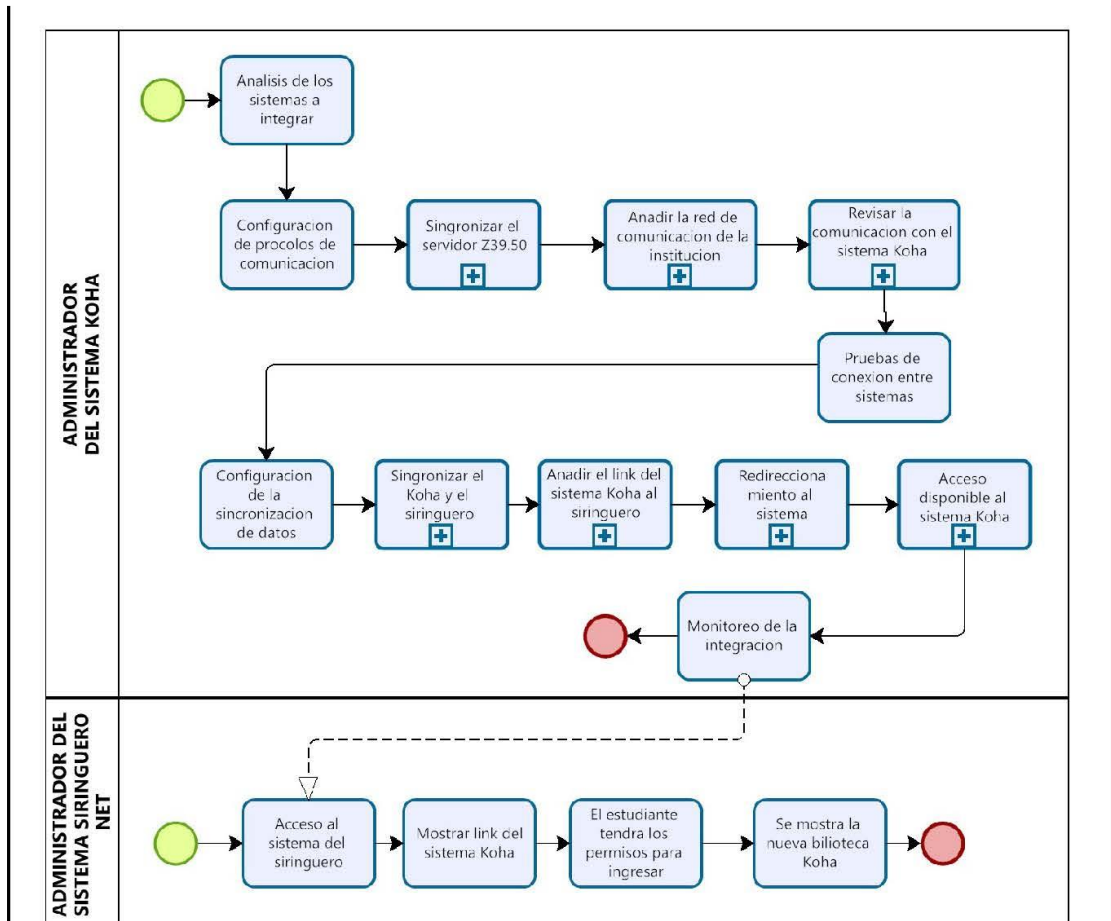 ADMINISTRADOR
DEL SISTEMA KOHA
Analisis de los
sistemas a
integrar
Configuracion
de procolos de
comunicacion
Singronizar el
servidor Z39.50
Anadir la red de
comunicacion de la
institucion
Revisar la
comunicacion con el
sistema Koha
Pruebas de
conexion entre
sistemas
Configuracion
de la
sincronizacion
de datos
Singronizar el
Koha y el
siringuero
Anadir el link del
sistema Koha al
siringuero
Redirecciona
miento al
sistema
Acceso
disponible al
sistema Koha
Monitoreo de la
integracion
ADMINISTRADOR DEL
SISTEMA SIRINGUERO
NET
Acceso al
sistema del
siringuero
Mostrar link del
sistema Koha
El estudiante
tendra los
permisos para
ingresar
Se mostra la
nueva bilioteca
Koha